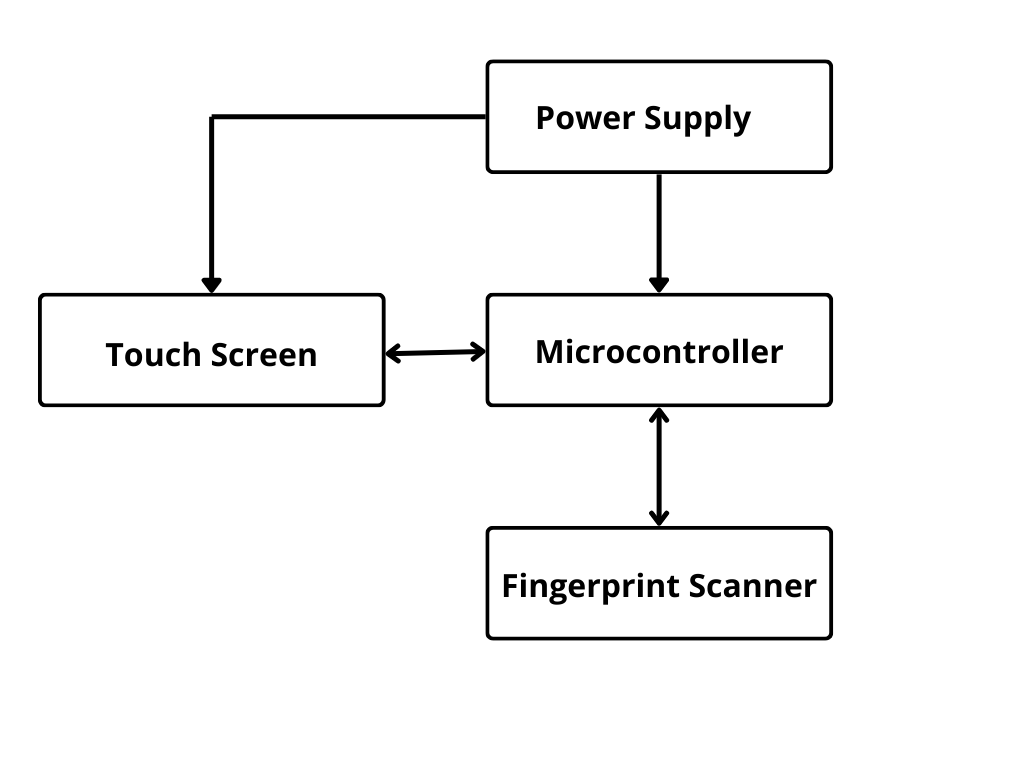 Power Supply
Touch Screen
Microcontroller
Fingerprint Scanner